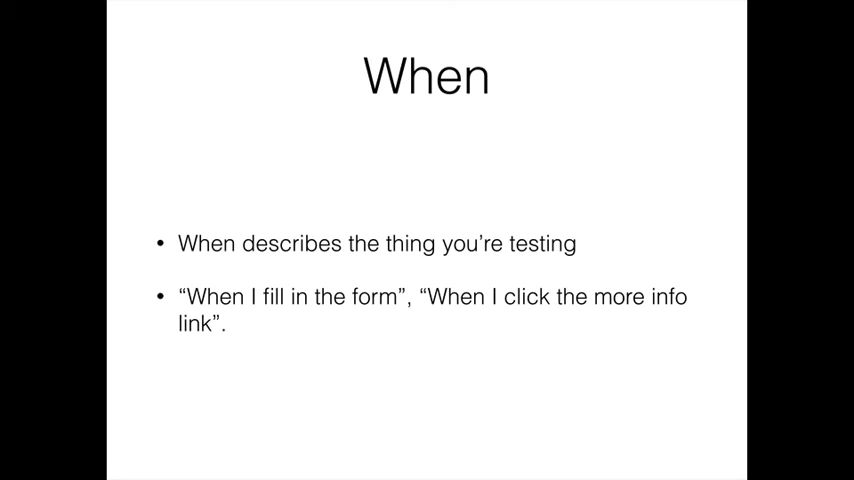 When
• When describes the thing you’re testing
• “When I fill in the form”, “When I click the more info
link”.